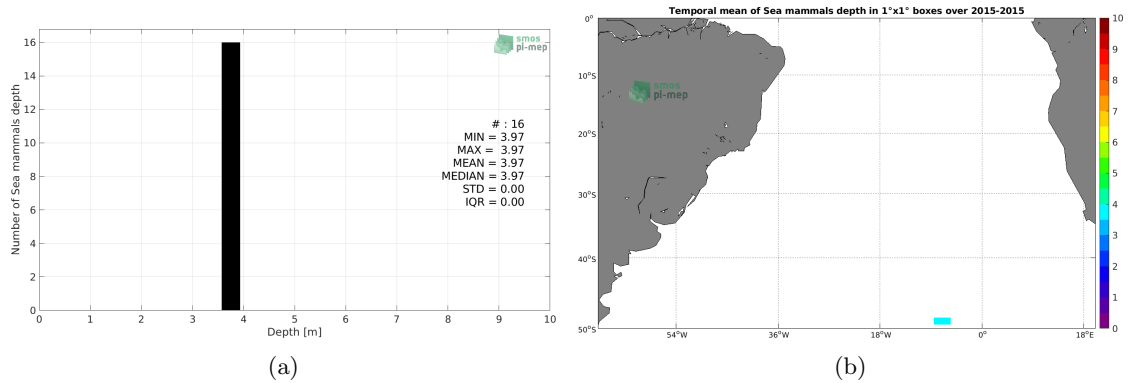 Number of Sea mammals depth
16
14
12
10
8
6
4
2
0
0 1 2 3 4 5 6 7 8 9 10
Depth [m]
smos
pi-mep
# : 16
MIN = 3.97
MAX = 3.97
MEAN = 3.97
MEDIAN = 3.97
STD = 0.00
IQR = 0.00
(a)
Temporal mean of Sea mammals depth in 1°x1° boxes over 2015-2015
0°
10°S
20°S
30°S
40°S
50°S
54°W 36°W 18°W 0° 18°E
smos
pi-mep
10
9
8
7
6
5
4
3
2
1
0
(b)